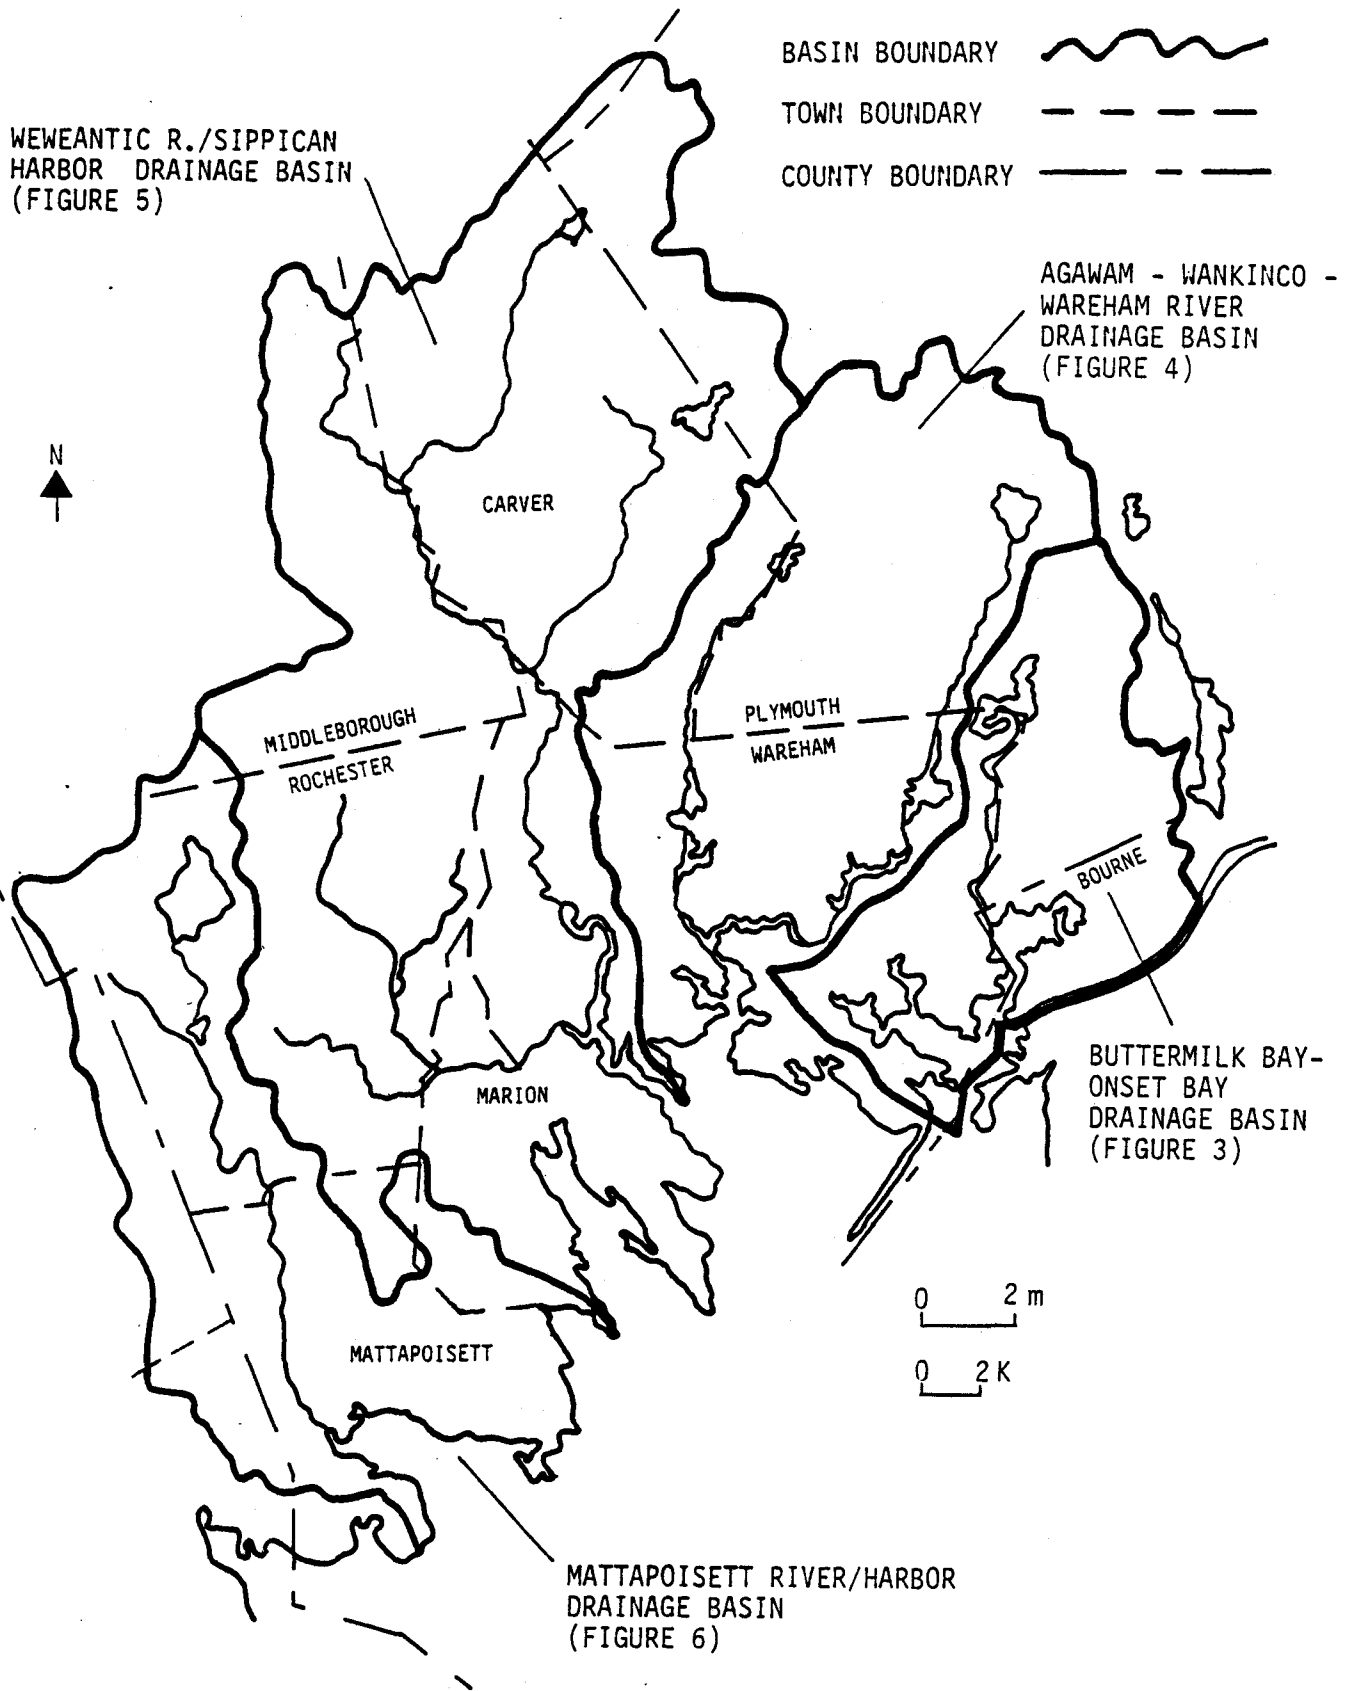 BASIN BOUNDARY
TOWN BOUNDARY
COUNTY BOUNDARY
WEWEANTIC R./SIPPICAN
HARBOR DRAINAGE BASIN
(FIGURE 5)
AGAWAM - WANKINCO -
WAREHAM RIVER
DRAINAGE BASIN
(FIGURE 4)
N
CARVER
MIDDLEBOROUGH
ROCHESTER
PLYMOUTH
WAREHAM
BOURNE
MARION
BUTTERMILK BAY-
ONSET BAY
DRAINAGE BASIN
(FIGURE 3)
0 2 m
0 2 K
MATTAPOISETT
MATTAPOISETT RIVER/HARBOR
DRAINAGE BASIN
(FIGURE 6)